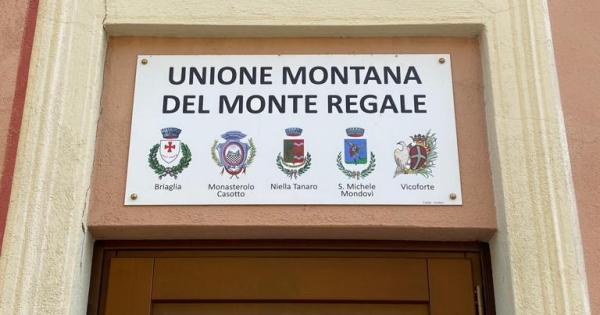 UNIONE MONTANA
DEL MONTE REGALE
Briaglia
Monasterolo
Casotto
Niella Tanaro
S. Michele
Mondovì
Vicoforte